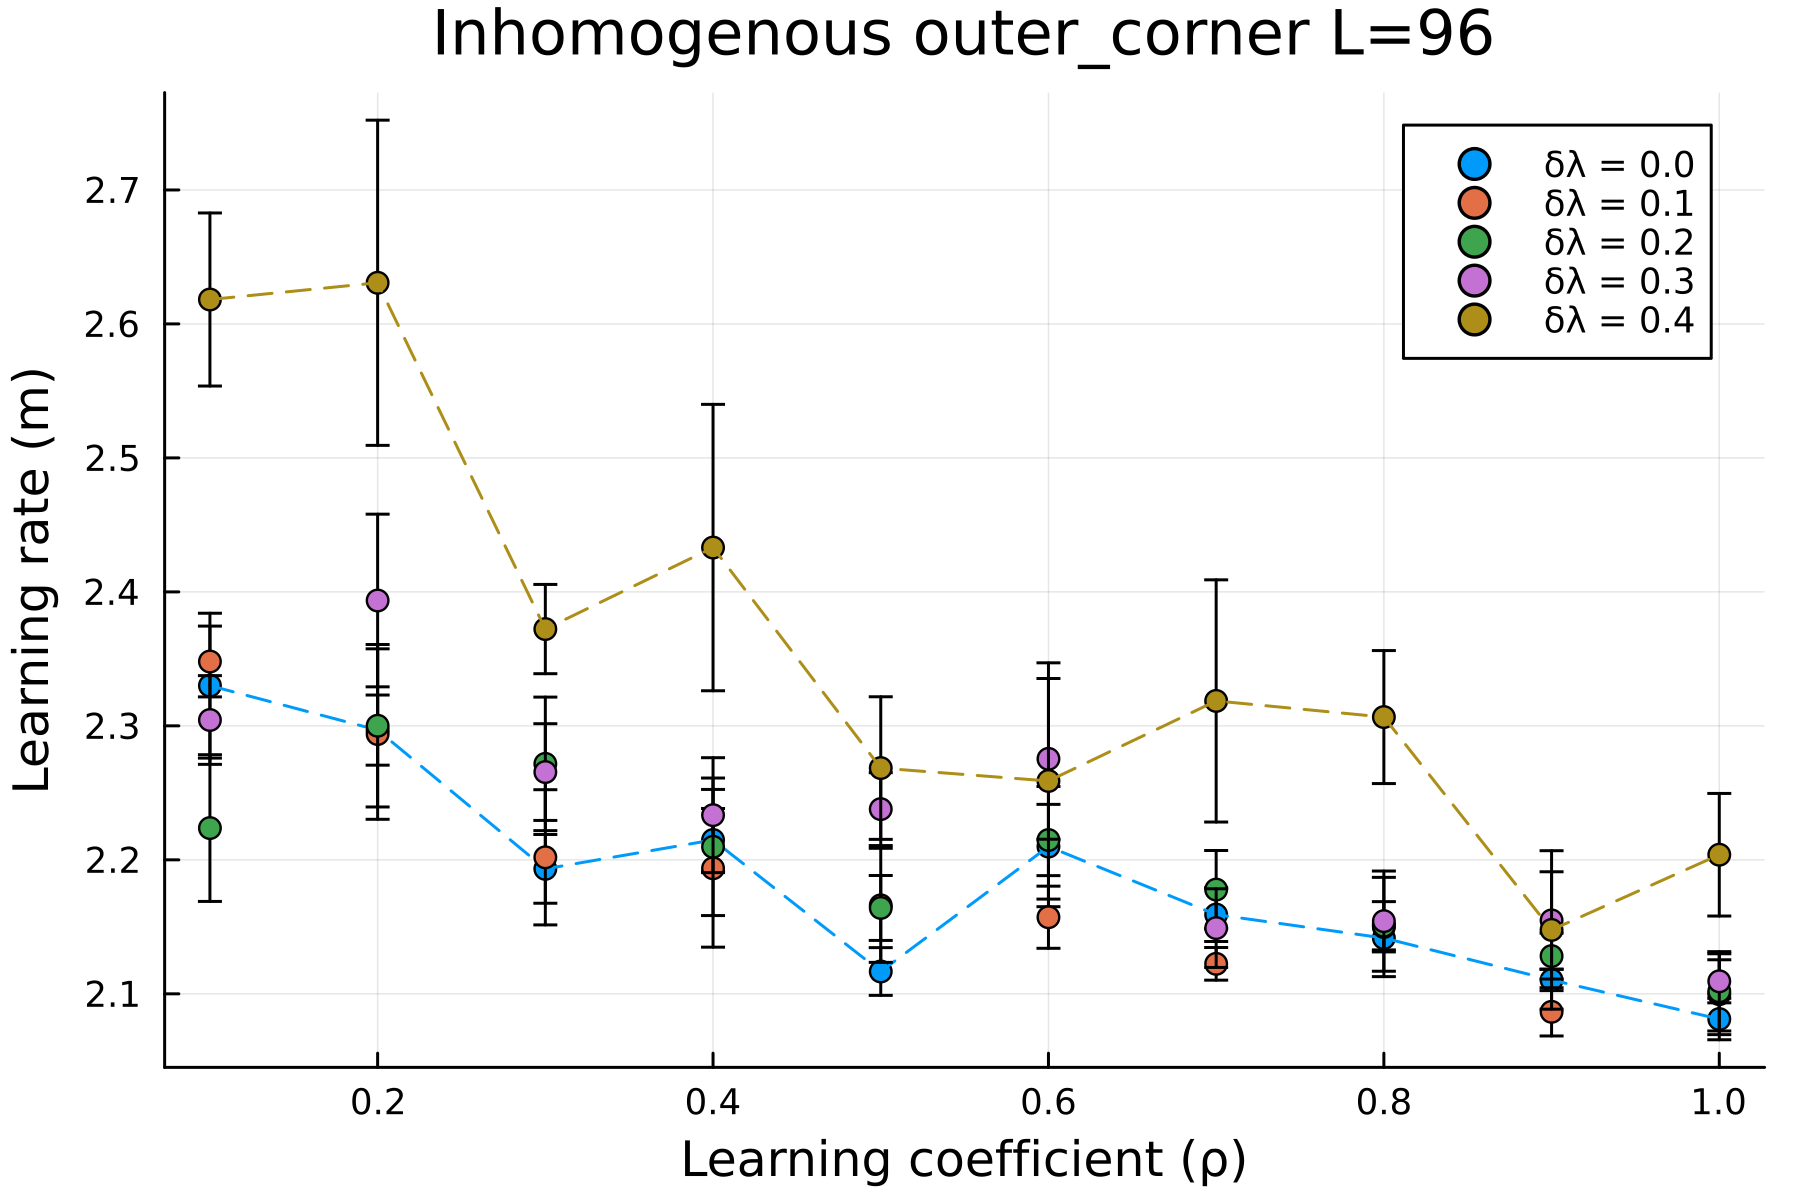 Inhomogenous outer_corner L=96
δλ = 0.0
δλ = 0.1
δλ = 0.2
δλ = 0.3
δλ = 0.4
Learning rate (m)
2.7
2.6
2.5
2.4
2.3
2.2
2.1
0.2 0.4 0.6 0.8 1.0
Learning coefficient (ρ)